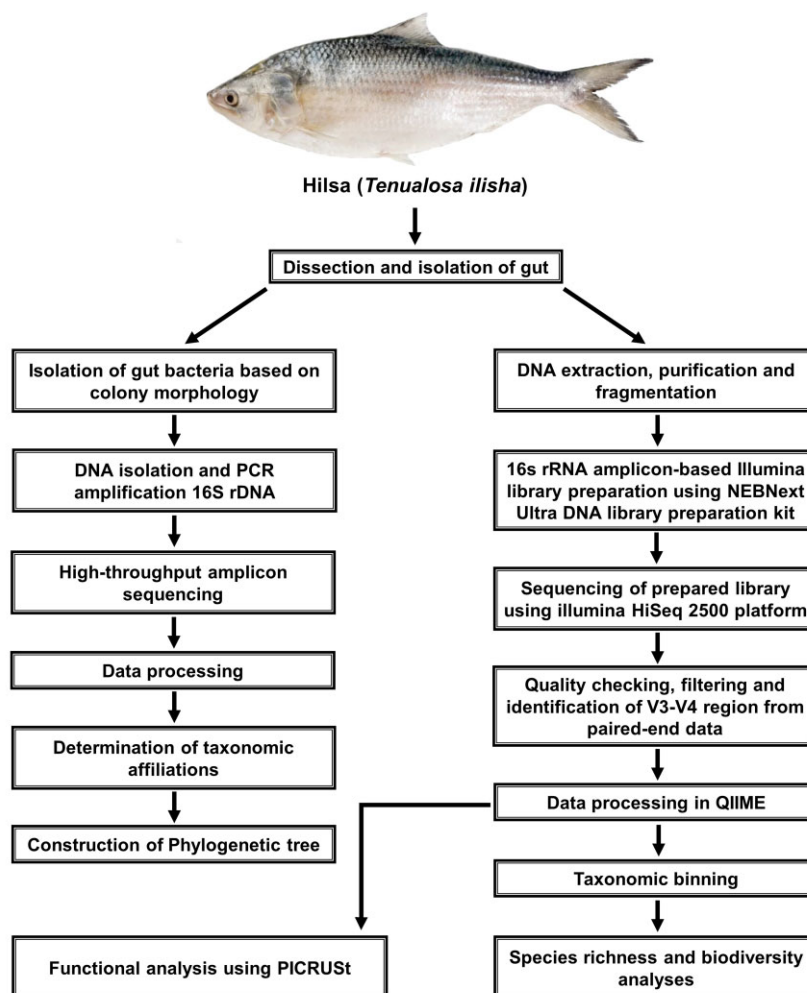 Hilsa (Tenualosa ilisha)
Dissection and isolation of gut
Isolation of gut bacteria based on
colony morphology
DNA isolation and PCR
amplification 16S rDNA
High-throughput amplicon
sequencing
Data processing
Determination of taxonomic
affiliations
Construction of Phylogenetic tree
DNA extraction, purification and
fragmentation
16s rRNA amplicon-based Illumina
library preparation using NEBNext
Ultra DNA library preparation kit
Sequencing of prepared library
using illumina HiSeq 2500 platform
Quality checking, filtering and
identification of V3-V4 region from
paired-end data
Data processing in QIIME
Taxonomic binning
Species richness and biodiversity
analyses
Functional analysis using PICRUSt